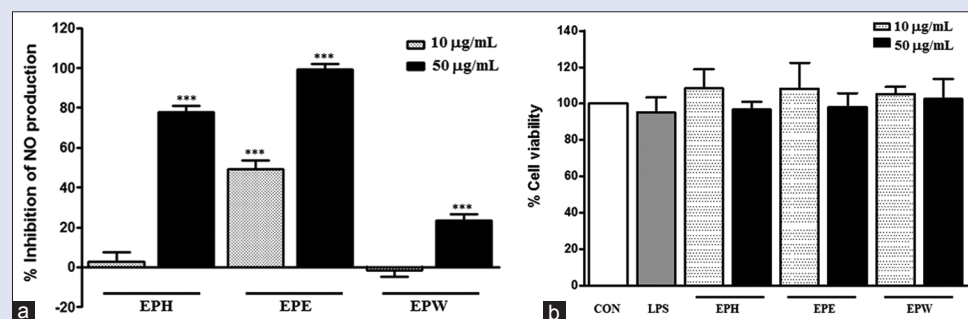 % Inhibition of NO production
120
100
80
60
40
20
0
-20
10 μg/mL
50 μg/mL
***
***
***
***
EPH
EPE
EPW
a
% Cell viability
140
120
100
80
60
40
20
0
10 μg/mL
50 μg/mL
CON
LPS
EPH
EPE
EPW
b